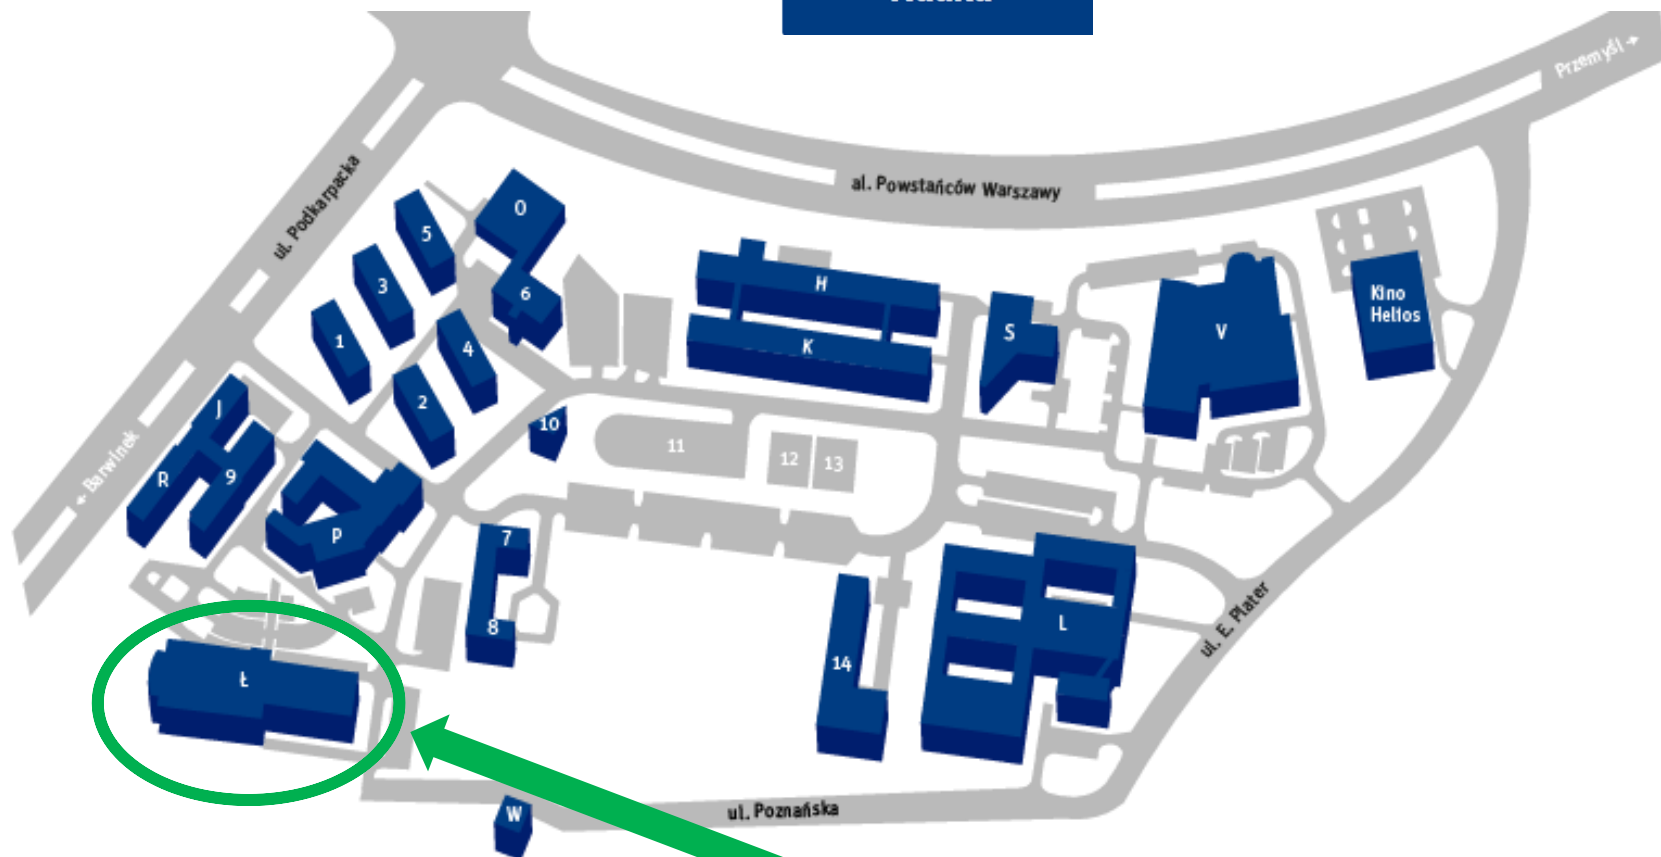 Przemyśl →
al. Powstańców Warszawy
ul. Podkarpacka
← Barwinek
O
5
6
3
1
4
2
H
K
S
V
Kino
Helios
J
R
9
10
11
12
13
P
7
8
L
14
Ł
ul. E. Plater
ul. Poznańska
W